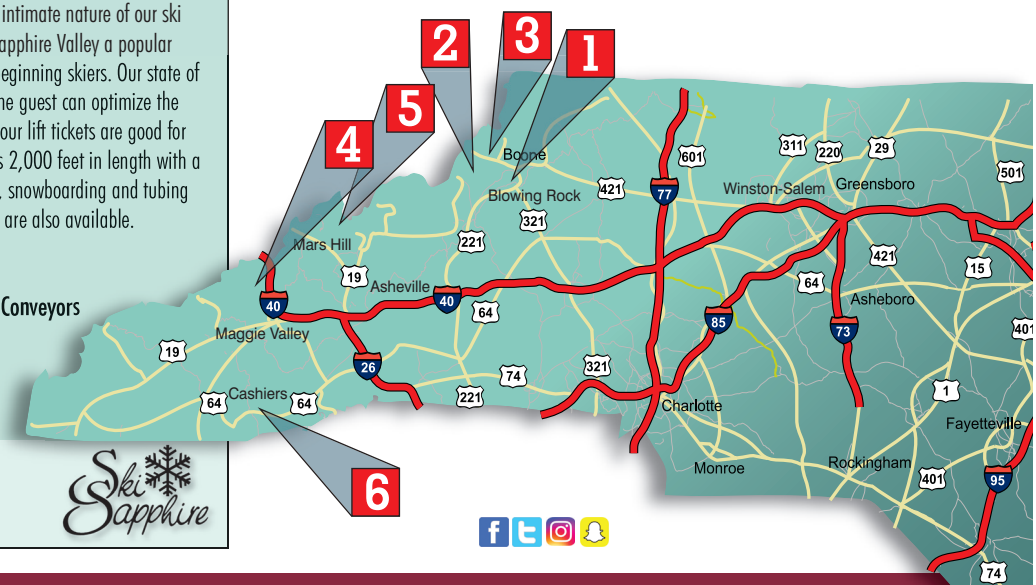 intimate nature of our ski
apphire Valley a popular
eginning skiers. Our state of
ne guest can optimize the
our lift tickets are good for
s 2,000 feet in length with a
, snowboarding and tubing
are also available.
Conveyors
Ski
Sapphire
2
3
1
5
4
6
Boone
Blowing Rock
Mars Hill
Asheville
Maggie Valley
Cashiers
Winston-Salem
Greensboro
Asheboro
Charlotte
Monroe
Rockingham
Fayetteville
601
311
220
29
501
421
77
321
221
19
40
40
64
421
15
64
85
73
401
19
26
321
74
221
64
64
1
401
95
74
f
t